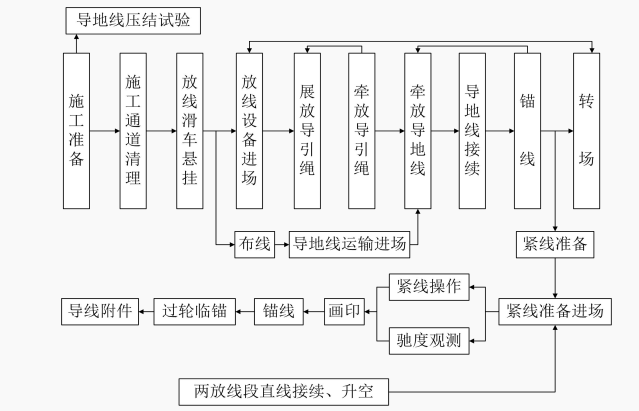 导地线压结试验
施工准备
施工通道清理
放线滑车悬挂
放线设备进场
展放导引绳
牵放导引绳
牵放导地线
导地线接续
锚线
转场
布线
导地线运输进场
紧线准备
紧线操作
导线附件
过轮临锚
锚线
画印
紧线准备进场
驰度观测
两放线段直线接续、升空